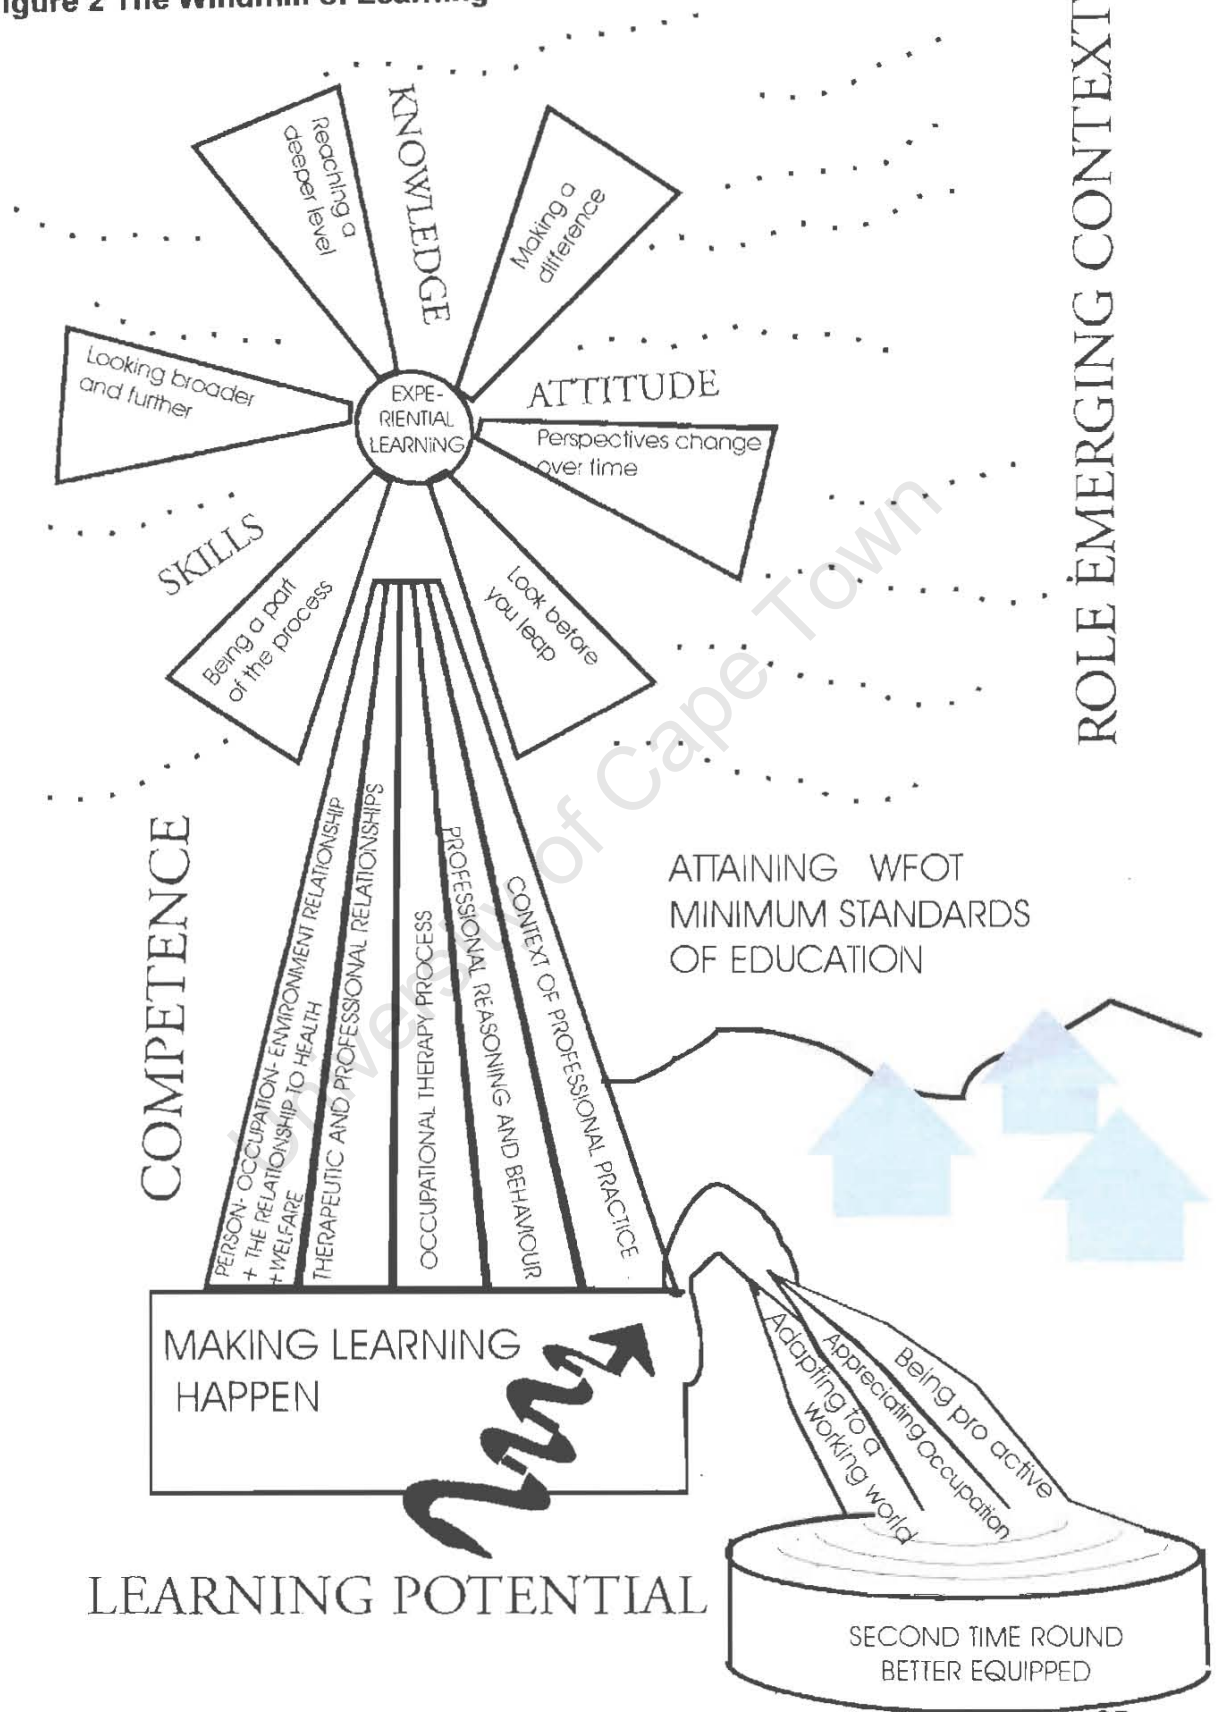 igure 2 The Windmill of Learning
KNOWLEDGE
Reaching a
deeper level
Making a
difference
Looking broader
and further
EXPE-
RIENTIAL
LEARNING
ATTITUDE
Perspectives change
over time
SKILLS
Being a part
of the process
Look before
you leap
ROLE EMERGING CONTEXT
COMPETENCE
PERSON- OCCUPATION- ENVIRONMENT RELATIONSHIP
+ THE RELATIONSHIP TO HEALTH
+WELFARE
THERAPEUTIC AND PROFESSIONAL RELATIONSHIPS
OCCUPATIONAL THERAPY PROCESS
PROFESSIONAL REASONING AND BEHAVIOUR
CONTEXT OF PROFESSIONAL PRACTICE
ATTAINING WFOT
MINIMUM STANDARDS
OF EDUCATION
University of Cape Town
MAKING LEARNING
HAPPEN
Adapting to a
working world
Appreciating Occupation
Being pro active
LEARNING POTENTIAL
SECOND TIME ROUND
BETTER EQUIPPED